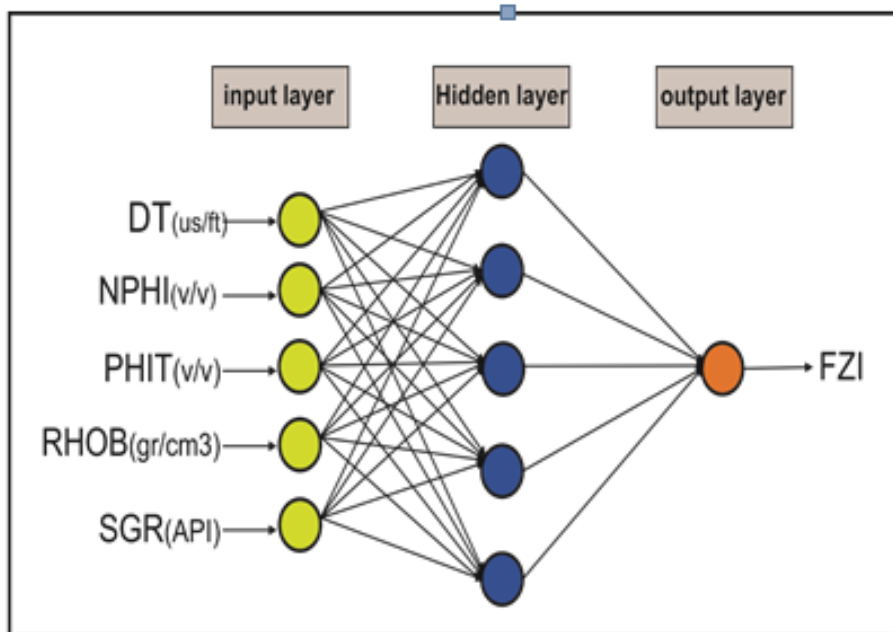 input layer
Hidden layer
output layer
DT(us/ft)
NPHI(v/v)
PHIT(v/v)
RHOB(gr/cm3)
SGR(API)
FZI